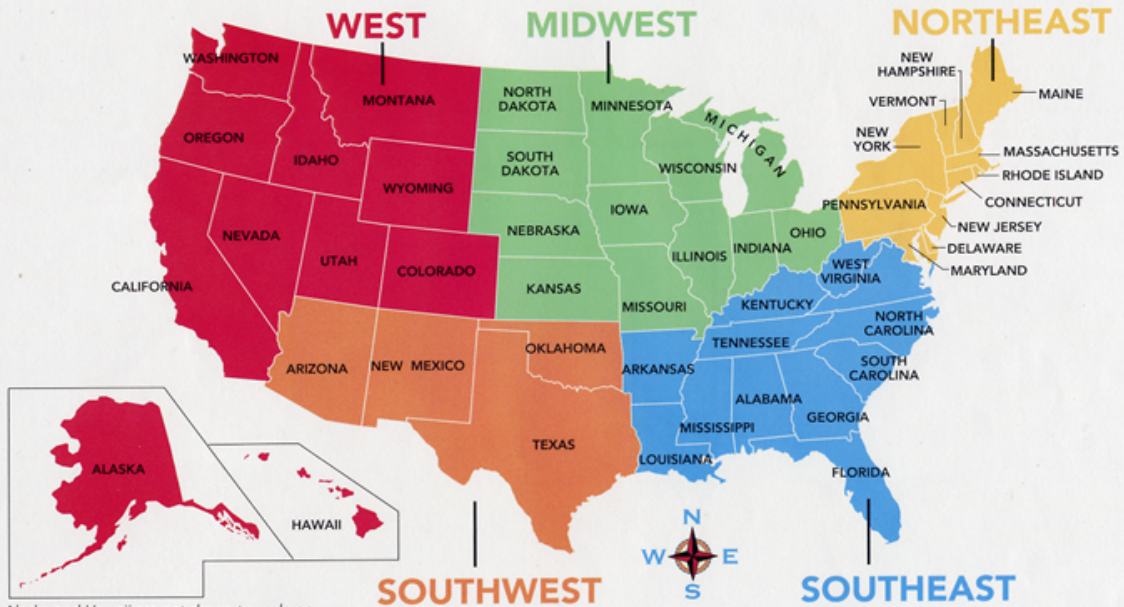 WEST
MIDWEST
NORTHEAST
WASHINGTON
MONTANA
OREGON
IDAHO
WYOMING
NEVADA
UTAH
COLORADO
CALIFORNIA
NORTH
DAKOTA
MINNESOTA
MICHIGAN
SOUTH
DAKOTA
WISCONSIN
IOWA
NEBRASKA
ILLINOIS
INDIANA
OHIO
KANSAS
MISSOURI
NEW
HAMPSHIRE
MAINE
VERMONT
NEW
YORK
MASSACHUSETTS
RHODE ISLAND
CONNECTICUT
PENNSYLVANIA
NEW JERSEY
DELAWARE
MARYLAND
WEST
VIRGINIA
KENTUCKY
NORTH
CAROLINA
TENNESSEE
SOUTH
CAROLINA
ARKANSAS
ALABAMA
GEORGIA
MISSISSIPPI
LOUISIANA
FLORIDA
ARIZONA
NEW MEXICO
OKLAHOMA
TEXAS
ALASKA
HAWAII
N
W E
S
SOUTHWEST
SOUTHEAST